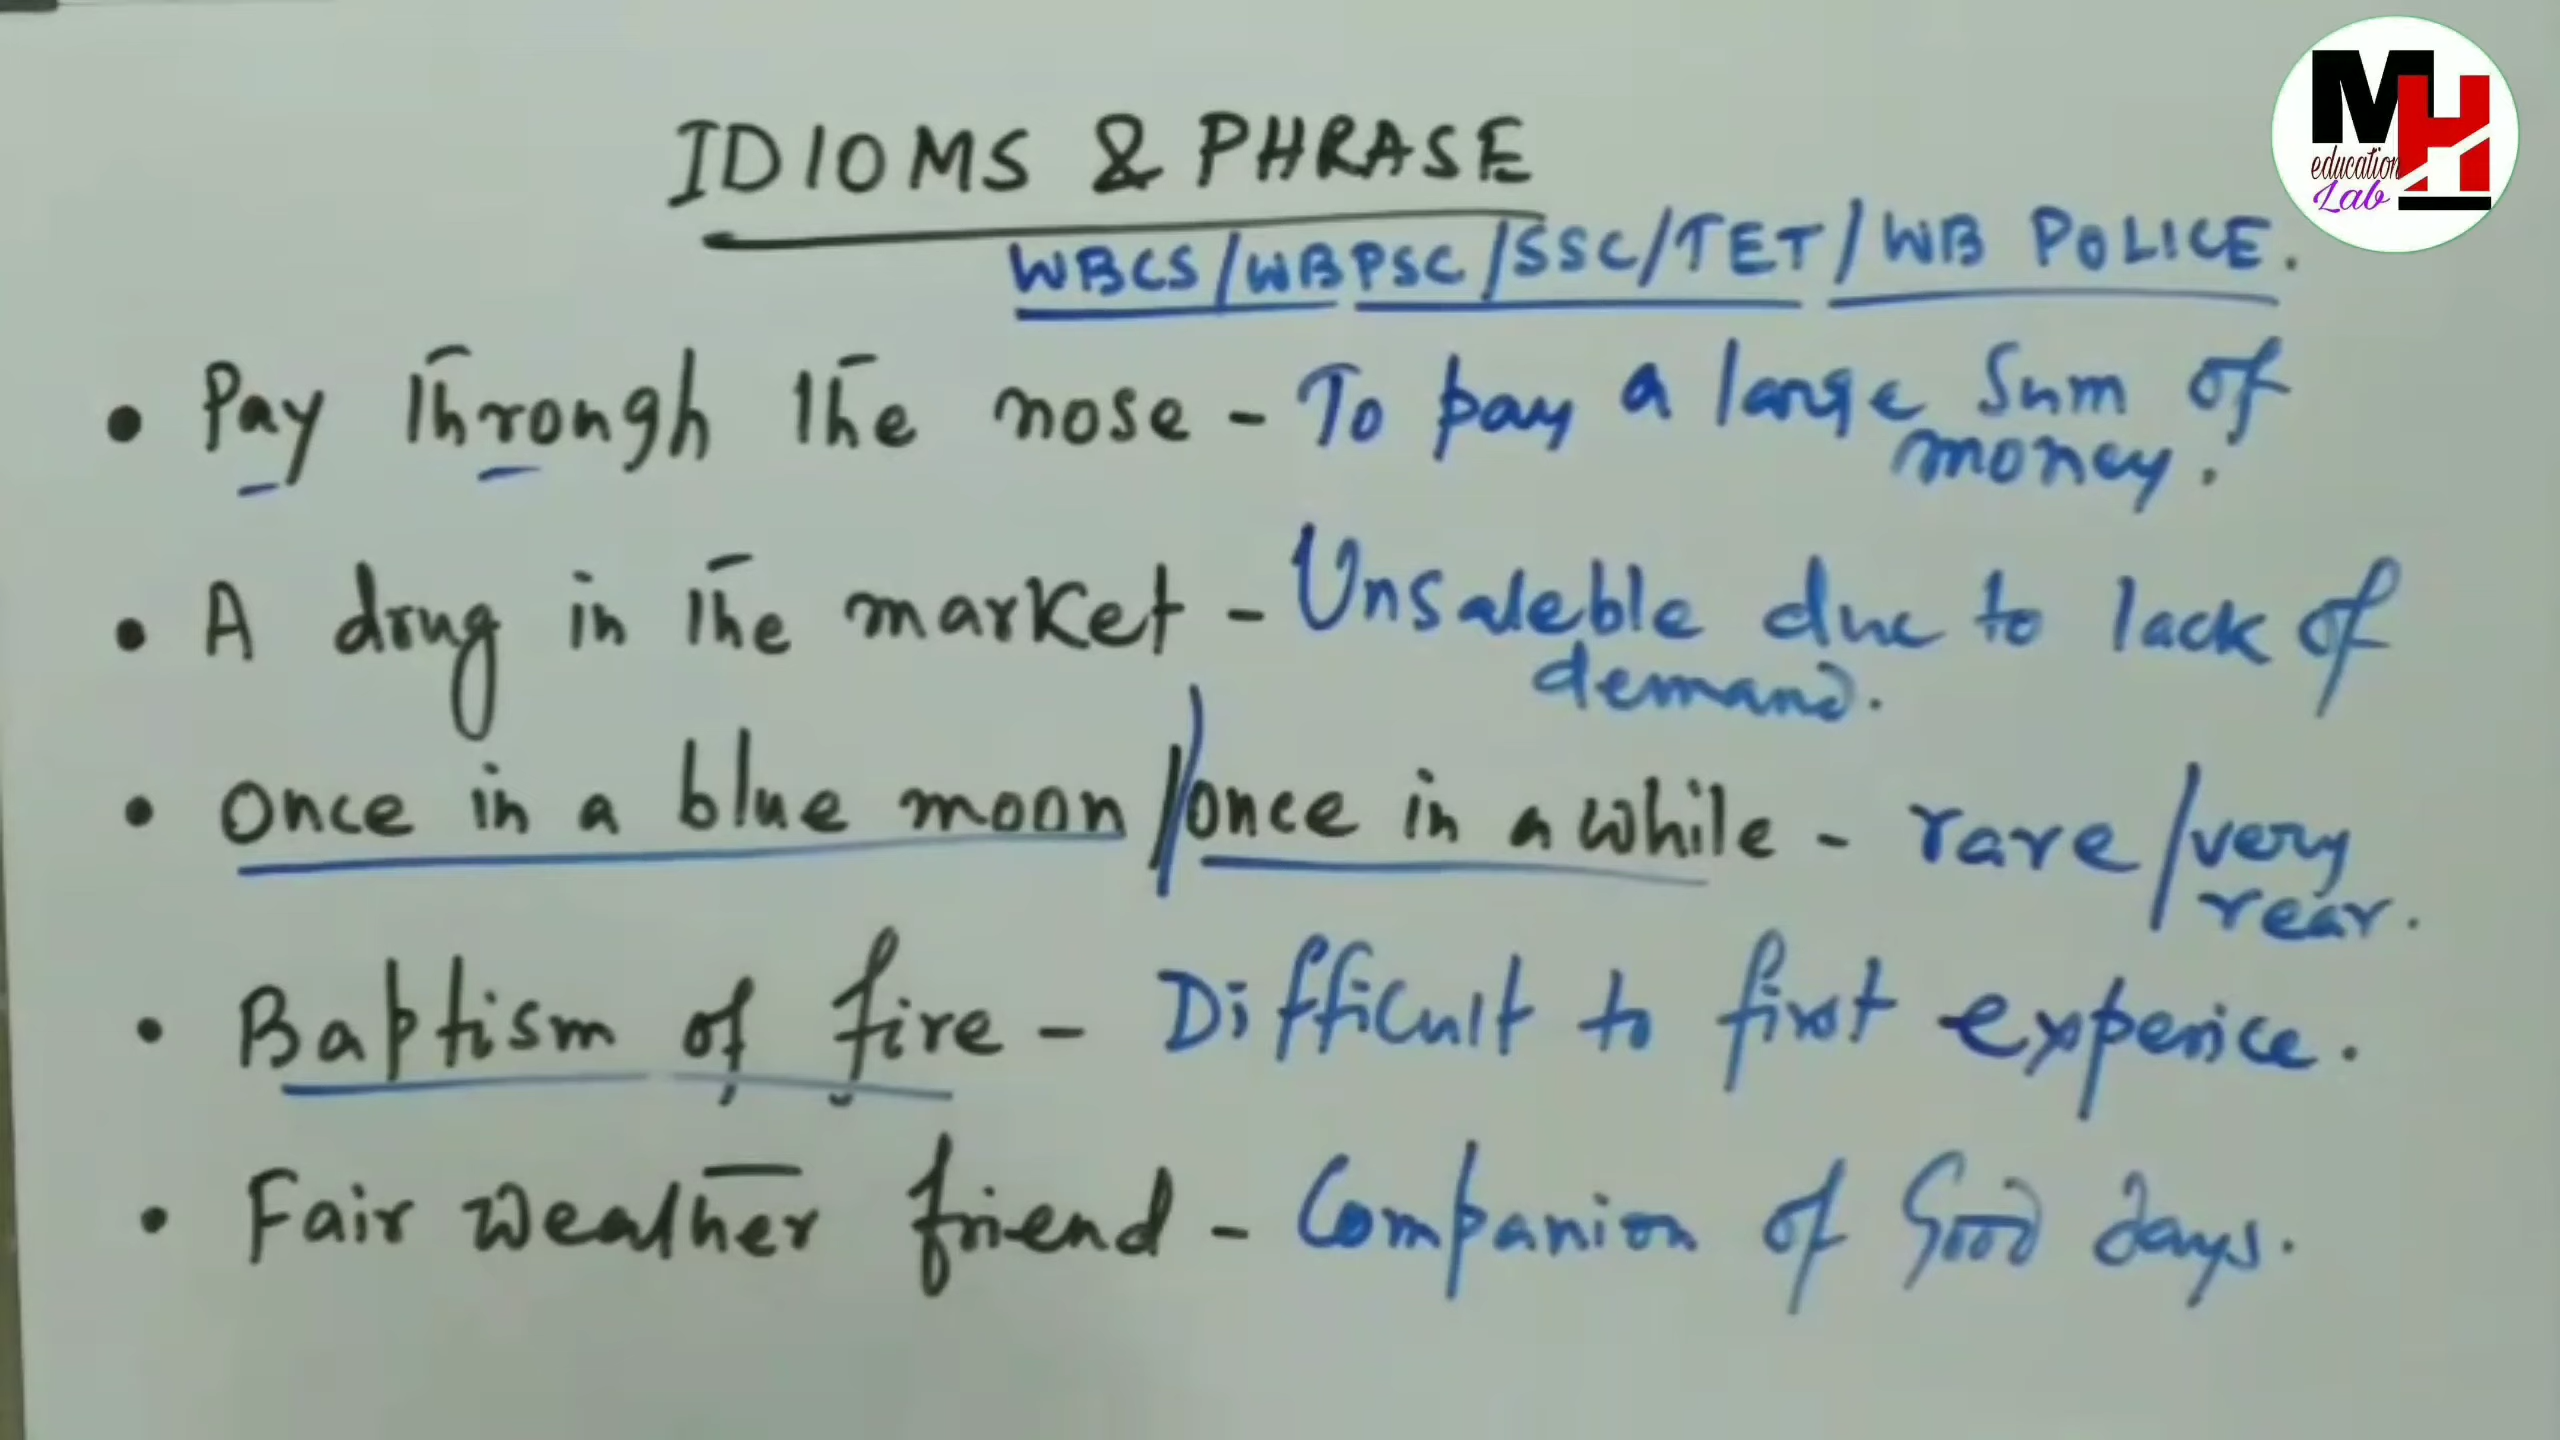 MH
education
Lab
IDIOMS & PHRASE
WBCS/WBPSC/SSC/TET/WB POLICE.
• Pay through the nose - To pay a large sum of
money.
• A drug in the market - Unsaleble due to lack of
demand.
• Once in a blue moon/once in a while - rare/very
rear.
• Baptism of fire - Difficult to first experice.
• Fair weather friend - Companion of Good days.